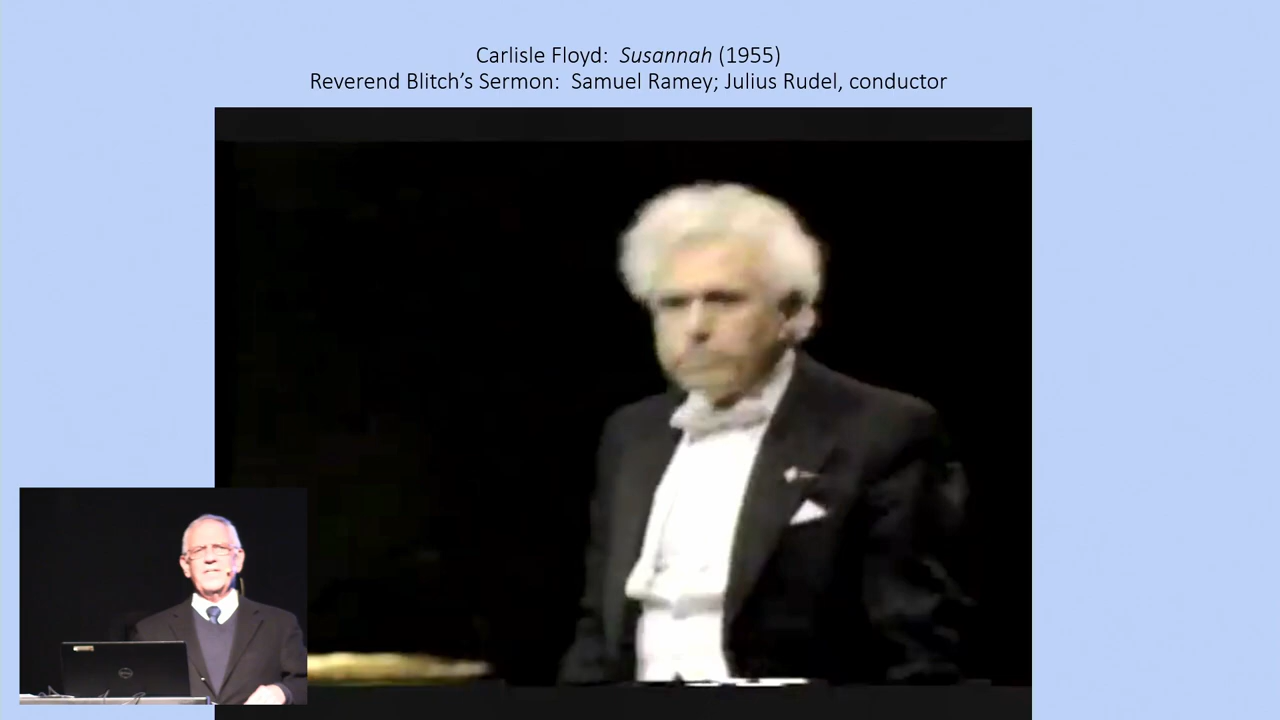 Carlisle Floyd: Susannah (1955)
Reverend Blitch’s Sermon: Samuel Ramey; Julius Rudel, conductor